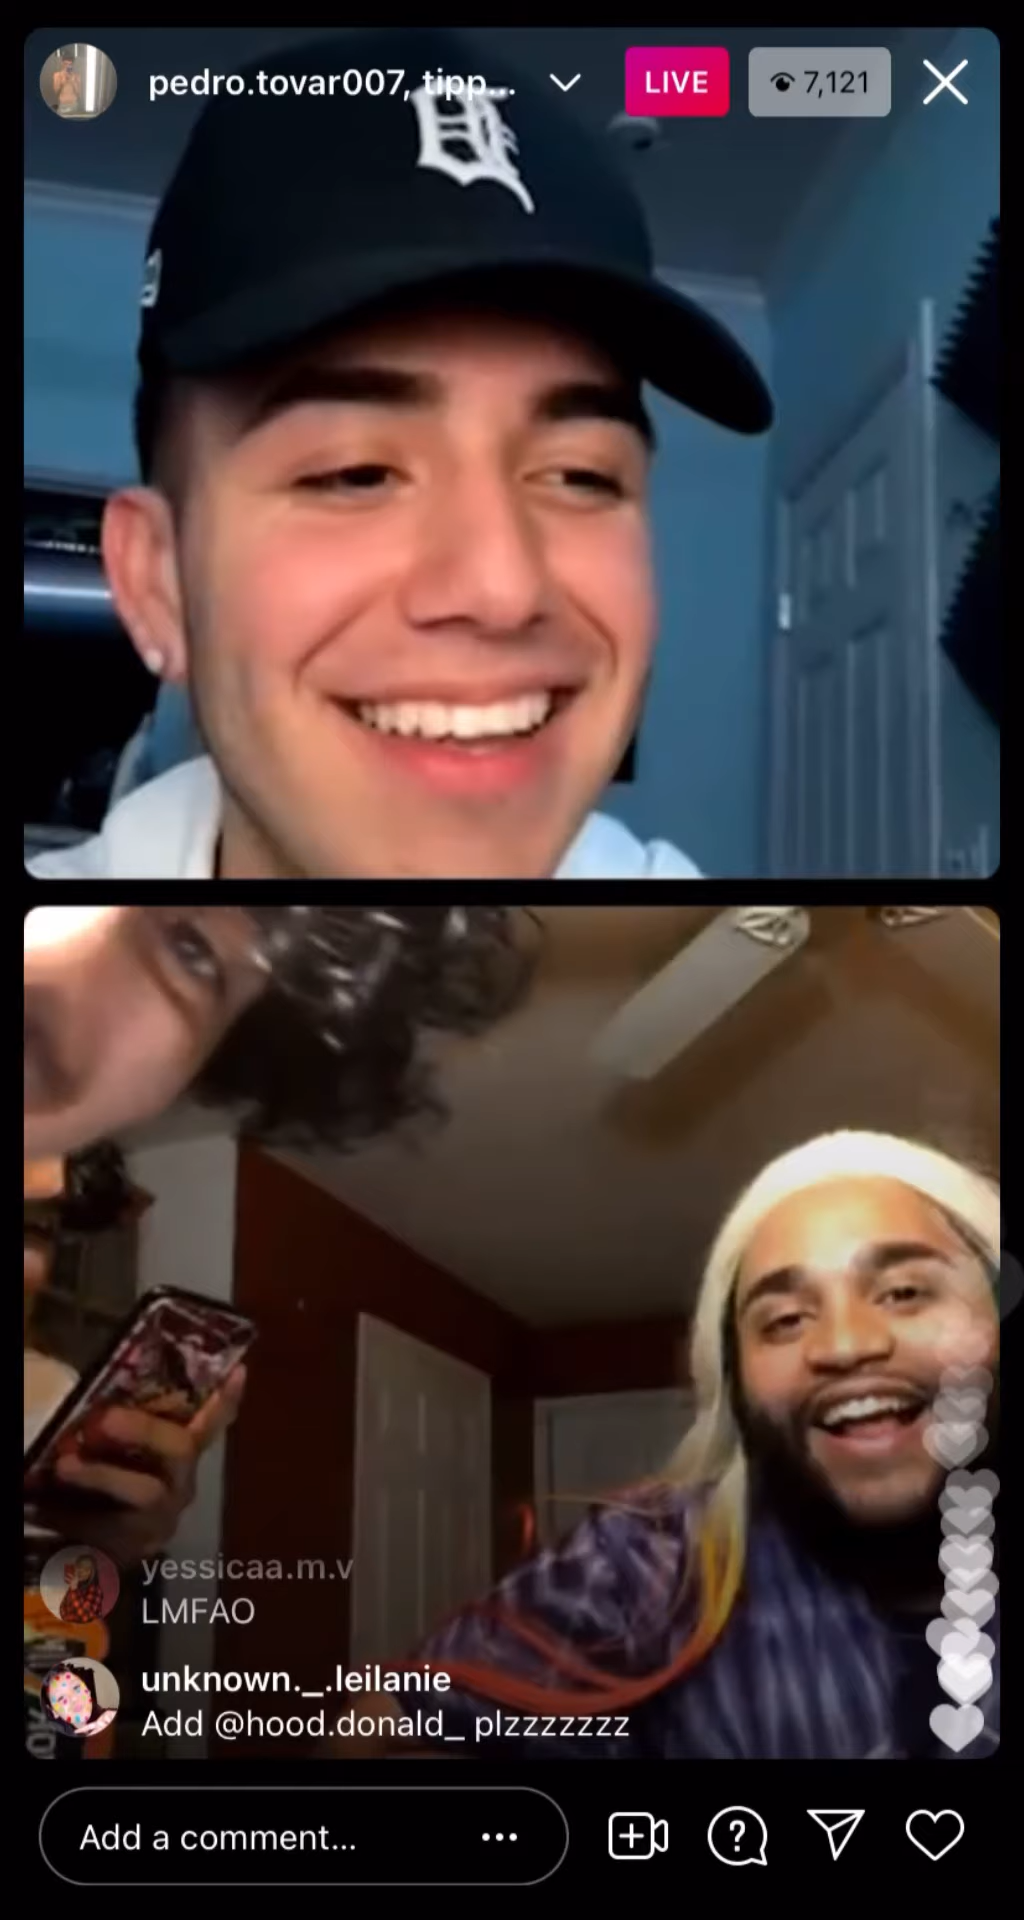 pedro.tovar007, tipp...
LIVE
7,121
yessicaa.m.v
LMFAO
unknown._.leilanie
Add @hood.donald_ plzzzzzzz
Add a comment...